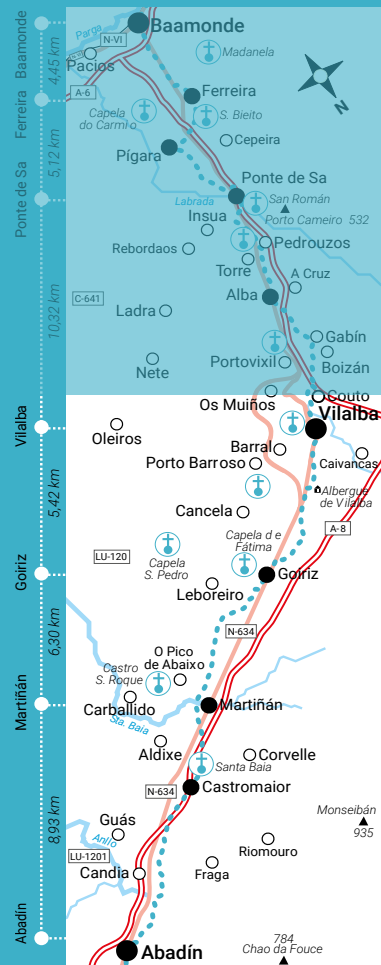 Baamonde
4,45 km
Ferreira
5,12 km
Ponte de Sa
10,32 km
Vilalba
5,42 km
Goiriz
6,30 km
Martiñán
8,93 km
Abadín
Parga
N-VI
Baamonde
Madanela
Pacios
A-6
Ferreira
Capela
do Carmio
S. Bieito
Cepeira
Pígara
Ponte de Sa
Labrada
San Román
Porto Carneiro 532
Insua
Rebordaos
Pedrouzos
Torre
A Cruz
C-641
Alba
Ladra
Gabín
Boizán
Nete
Portovixil
Os Muiños
Couto
Vilalba
Oleiros
Barral
Caivancas
Porto Barroso
Albergue
de Vilalba
Cancela
A-8
Capela d e
Fátima
LU-120
Capela
S. Pedro
Goiriz
Leboreiro
N-634
O Pico
de Abaixo
Castro
S. Roque
Carballido
Sta. Baia
Martiñán
Aldixe
Corvelle
Santa Baia
Castromaior
N-634
Monseibán
935
Guás
Anllo
Riomouro
LU-1201
Candia
Fraga
784
Chao da Fouce
Abadín
N